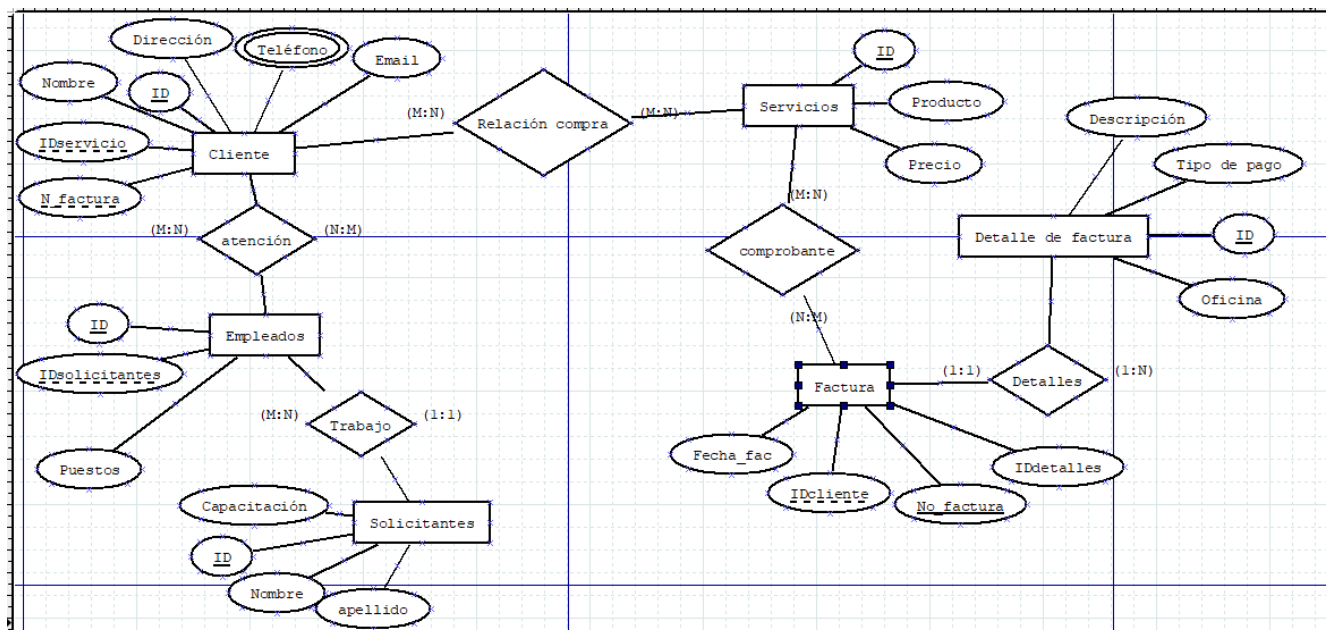 Dirección
Teléfono
Email
Nombre
ID
IDservicio
Cliente
N_factura
(M:N)
Relación compra
(M:N)
Servicios
ID
Producto
Precio
Descripción
Tipo de pago
Detalle de factura
ID
Oficina
(M:N)
atención
(N:M)
(M:N)
comprobante
(N:M)
ID
Empleados
IDsolicitantes
Puestos
(M:N)
Trabajo
(1:1)
Factura
(1:1)
Detalles
(1:N)
Fecha_fac
IDcliente
No_factura
IDdetalles
Capacitación
Solicitantes
ID
Nombre
apellido